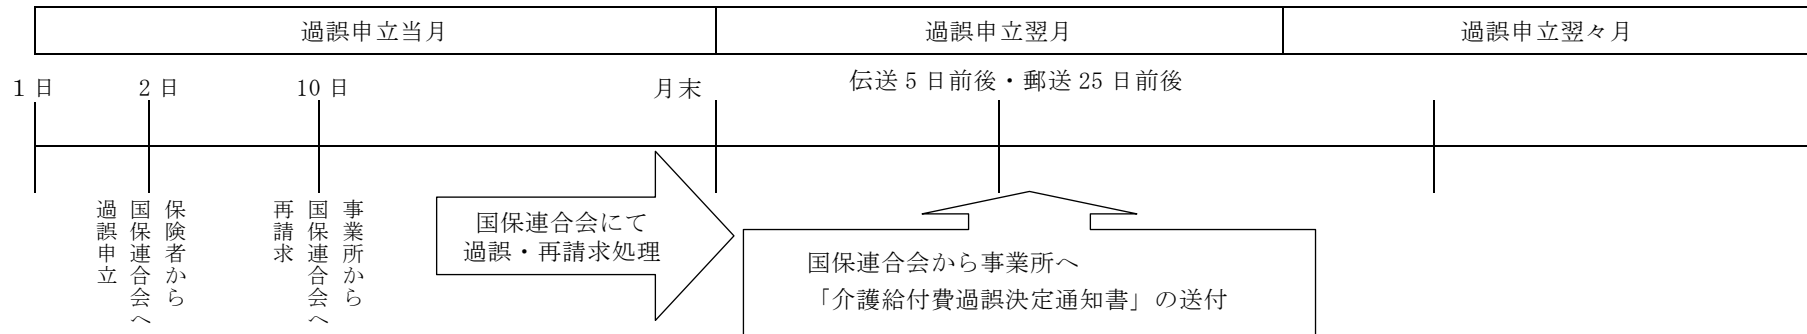 過誤申立当月
過誤申立翌月
過誤申立翌々月
1日
2日
10日
月末
伝送5日前後・郵送25日前後
保険者から
国保連合会へ
過誤申立
事業所から
国保連合会へ
再請求
国保連合会にて
過誤・再請求処理
国保連合会から事業所へ
「介護給付費過誤決定通知書」の送付